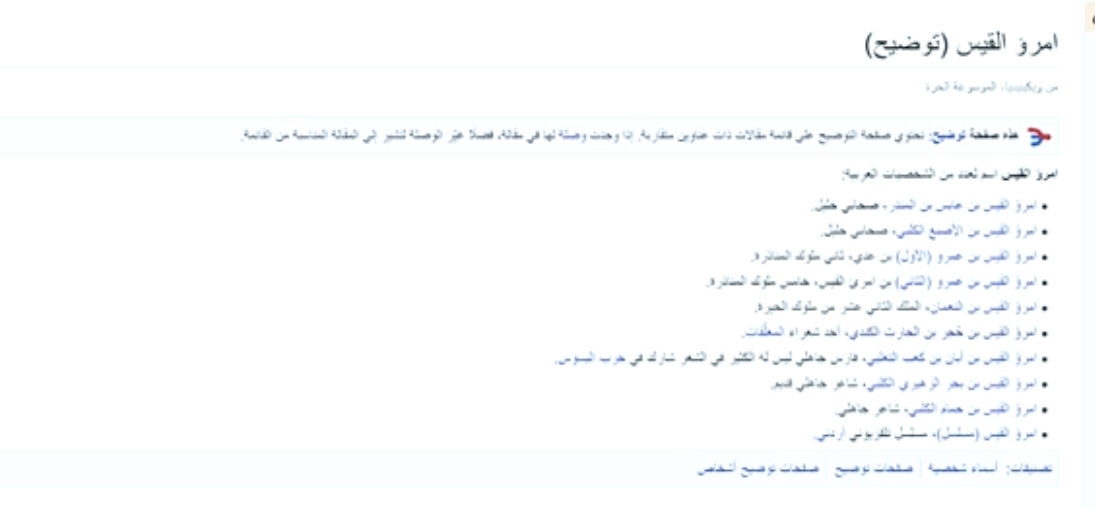 امرؤ القيس (توضيح)
من ويكيبيديا، الموسوعة الحرة
هذه صفحة توضيح: تحتوي صفحة التوضيح على قائمة مقالات ذات عناوين متقاربة. إذا وجدت وصلة لها في مقالة، فضلًا غيّر الوصلة لتشير إلى المقالة المناسبة من القائمة.
امرؤ القيس اسم لعدد من الشخصيات العربية:
• امرؤ القيس بن عابس بن المنذر، صحابي جليل.
• امرؤ القيس بن الأصبغ الكلبي، صحابي جليل.
• امرؤ القيس بن عمرو (الأول) بن عدي، ثاني ملوك المناذرة.
• امرؤ القيس بن عمرو (الثاني) بن امرئ القيس، خامس ملوك المناذرة.
• امرؤ القيس بن النعمان، الملك الثاني عشر من ملوك الحيرة.
• امرؤ القيس بن حُجر بن الحارث الكندي، أحد شعراء المعلّقات.
• امرؤ القيس بن أبان بن كعب التغلبي، فارس جاهلي ليس له الكثير في الشعر شارك في حرب البسوس.
• امرؤ القيس بن بحر الزهيري الكلبي، شاعر جاهلي قديم.
• امرؤ القيس بن حمام الكلبي، شاعر جاهلي.
• امرؤ القيس (مسلسل)، مسلسل تلفزيوني أردني.
تصنيفات: أسماء شخصية | صفحات توضيح | صفحات توضيح أشخاص